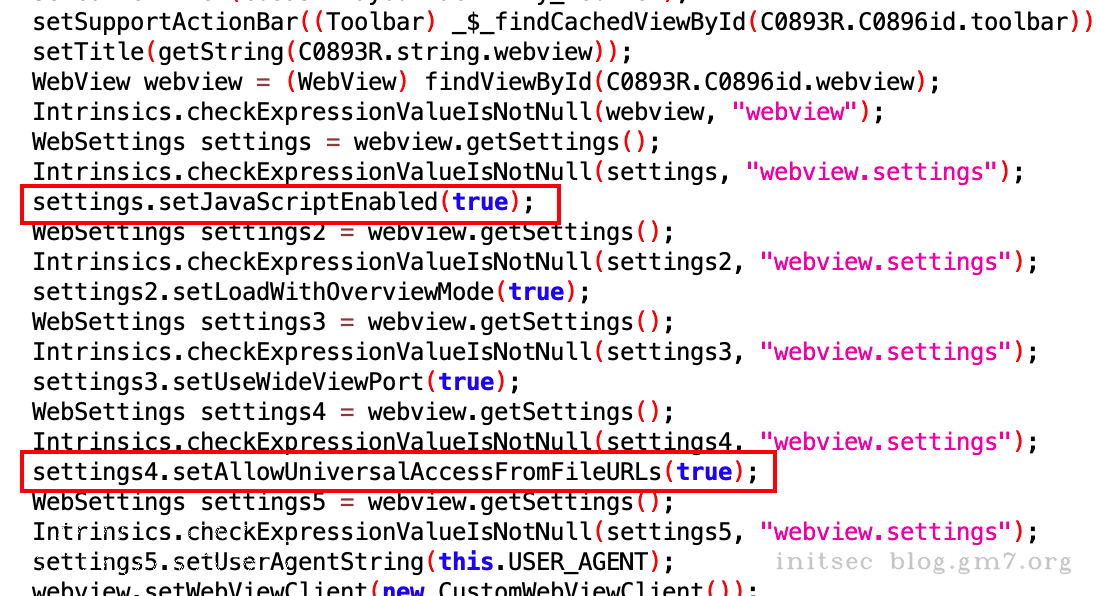 setSupportActionBar((Toolbar) _$_findCachedViewById(C0893R.C0896id.toolbar))
setTitle(getString(C0893R.string.webview));
WebView webview = (WebView) findViewById(C0893R.C0896id.webview);
Intrinsics.checkExpressionValueIsNotNull(webview, "webview");
WebSettings settings = webview.getSettings();
Intrinsics.checkExpressionValueIsNotNull(settings, "webview.settings");
settings.setJavaScriptEnabled(true);
WebSettings settings2 = webview.getSettings();
Intrinsics.checkExpressionValueIsNotNull(settings2, "webview.settings");
settings2.setLoadWithOverviewMode(true);
WebSettings settings3 = webview.getSettings();
Intrinsics.checkExpressionValueIsNotNull(settings3, "webview.settings");
settings3.setUseWideViewPort(true);
WebSettings settings4 = webview.getSettings();
Intrinsics.checkExpressionValueIsNotNull(settings4, "webview.settings");
settings4.setAllowUniversalAccessFromFileURLs(true);
WebSettings settings5 = webview.getSettings();
Intrinsics.checkExpressionValueIsNotNull(settings5, "webview.settings");
settings5.setUserAgentString(this.USER_AGENT);
initsec blog.gm7.org
webview.setWebViewClient(new CustomWebViewClient());